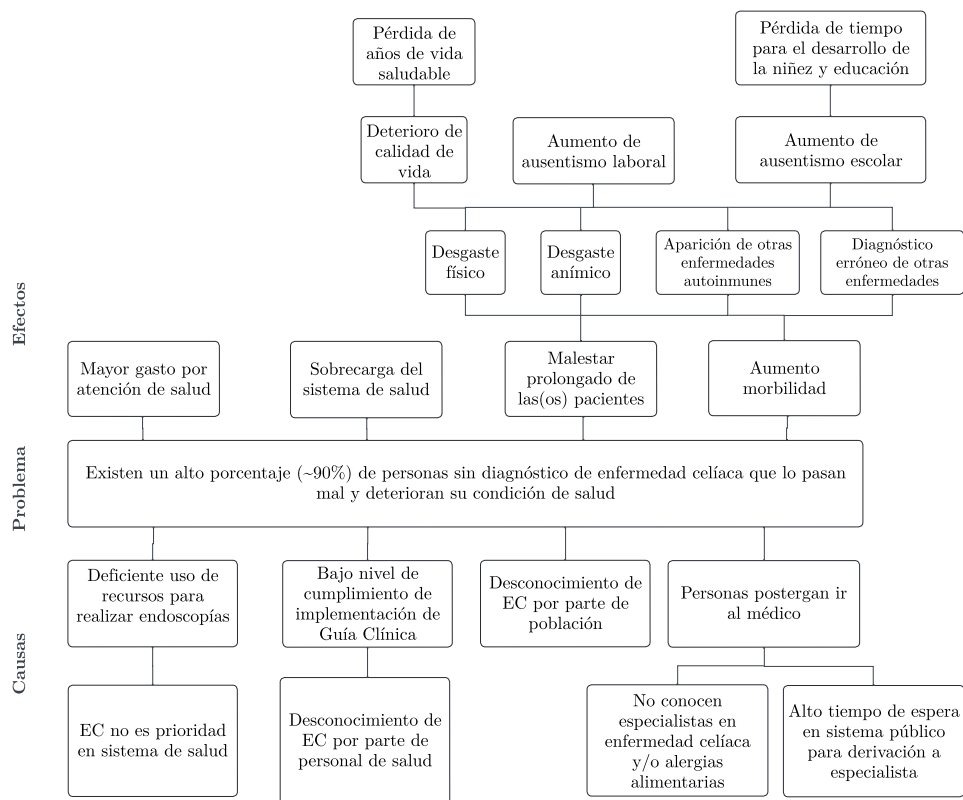 Pérdida de
años de vida
saludable
Pérdida de tiempo
para el desarrollo de
la niñez y educación
Deterioro de
calidad de
vida
Aumento de
ausentismo laboral
Aumento de
ausentismo escolar
Desgaste
físico
Desgaste
anímico
Aparición de otras
enfermedades
autoinmunes
Diagnóstico
erróneo de otras
enfermedades
Efectos
Mayor gasto por
atención de salud
Sobrecarga del
sistema de salud
Malestar
prolongado de
las(os) pacientes
Aumento
morbilidad
Problema
Existen un alto porcentaje (~90%) de personas sin diagnóstico de enfermedad celíaca que lo pasan
mal y deterioran su condición de salud
Causas
Deficiente uso de
recursos para
realizar endoscopías
Bajo nivel de
cumplimiento de
implementación de
Guía Clínica
Desconocimiento de
EC por parte de
población
Personas postergan ir
al médico
EC no es prioridad
en sistema de salud
Desconocimiento de
EC por parte de
personal de salud
No conocen
especialistas en
enfermedad celíaca
y/o alergias
alimentarias
Alto tiempo de espera
en sistema público
para derivación a
especialista